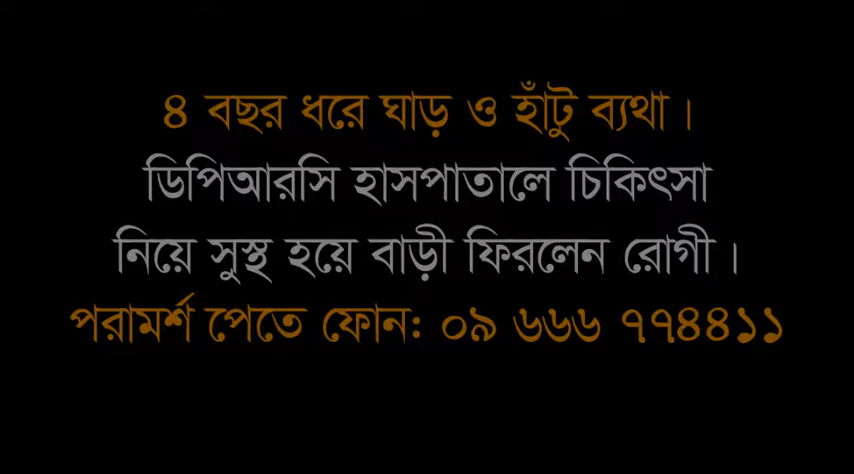 ৪ বছর ধরে ঘাড় ও হাঁটু ব্যথা।
ডিপিআরসি হাসপাতালে চিকিৎসা
নিয়ে সুস্থ হয়ে বাড়ী ফিরলেন রোগী।
পরামর্শ পেতে ফোন: ০৯ ৬৬৬ ৭৭৪৪১১